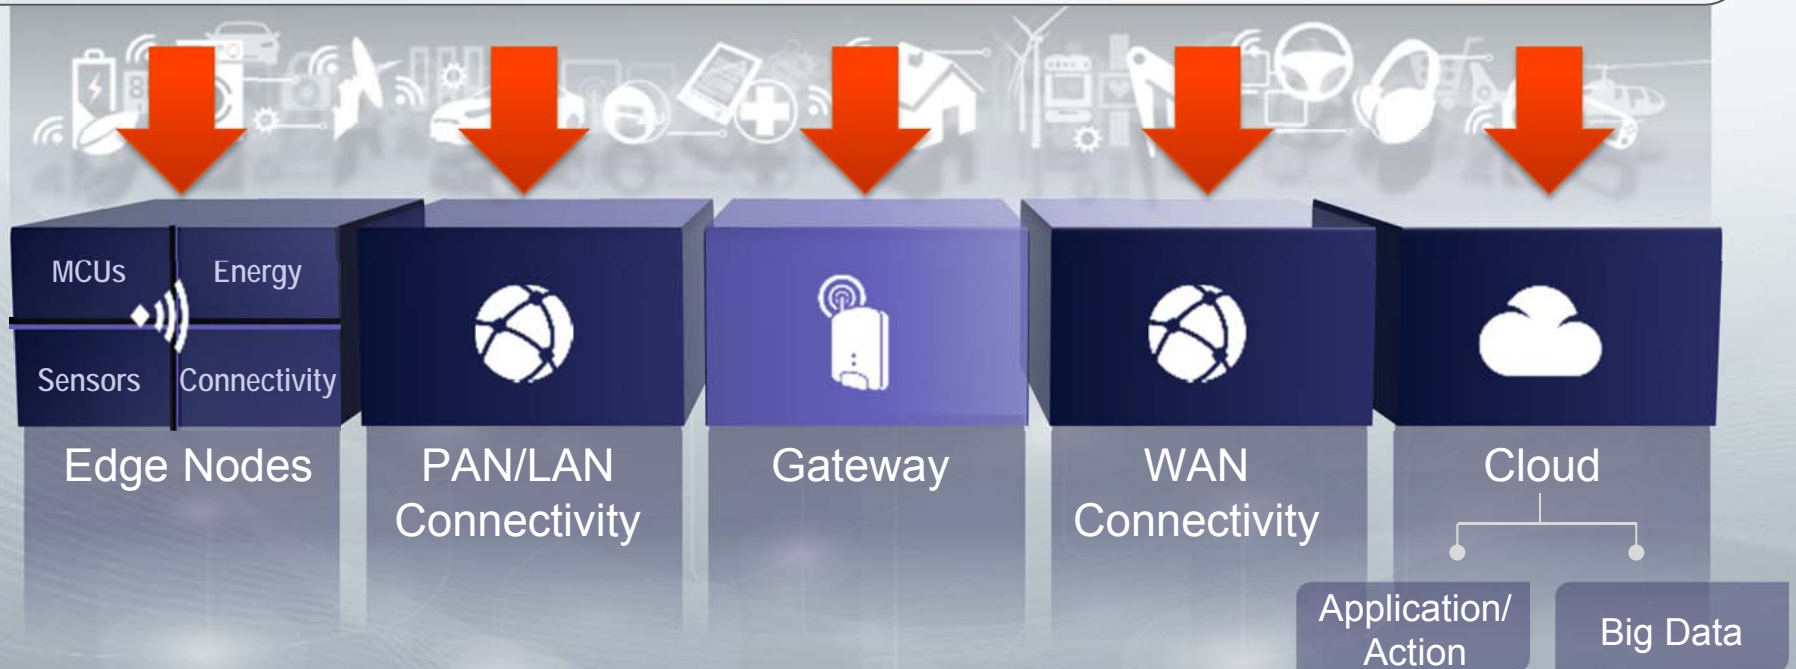 MCUs
Energy
Sensors
Connectivity
Edge Nodes
PAN/LAN
Connectivity
Gateway
WAN
Connectivity
Cloud
Application/
Action
Big Data